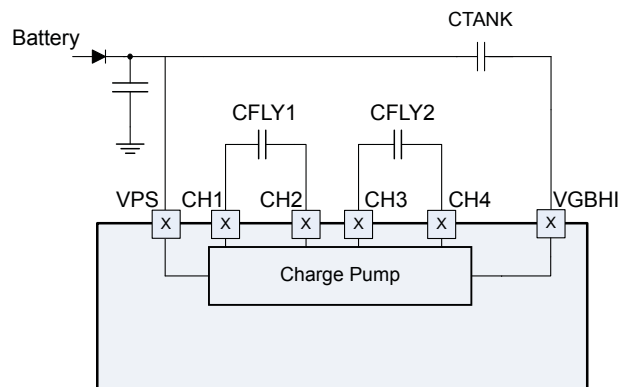 CTANK
Battery
CFLY1 CFLY2
VPS CH1 CH2 CH3 CH4 VGBHI
X X X X X X
Charge Pump